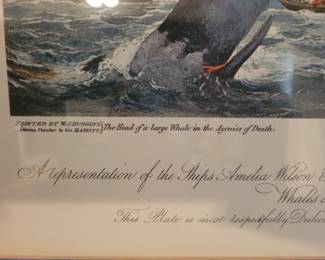 PAINTED BY W. J. HUGGINS
Marine Painter to his MAJESTY
The Head of a large Whale in the Agonies of Death.
A representation of the Ships Amelia Wilson &
Whales
This Plate is most respectfully Dedic